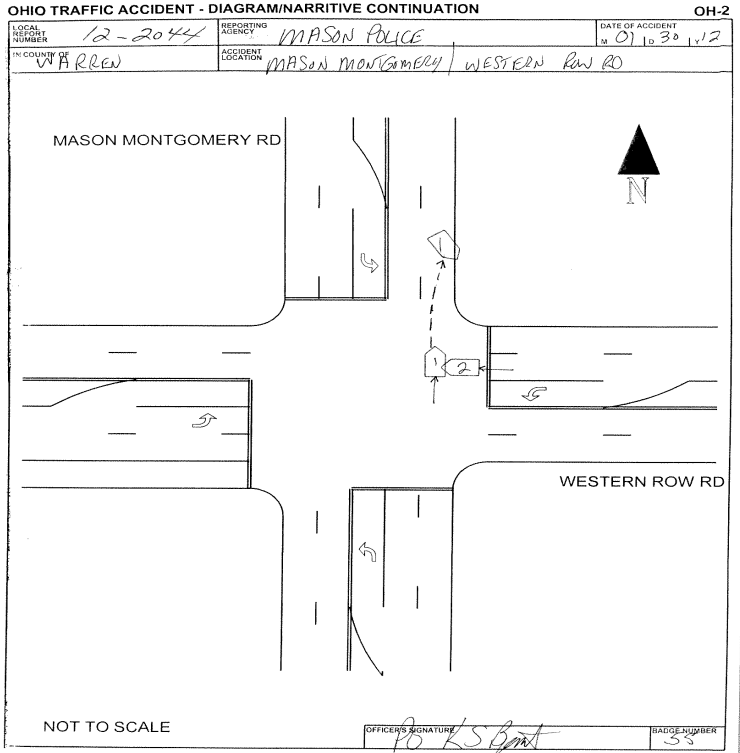 OHIO TRAFFIC ACCIDENT - DIAGRAM/NARRITIVE CONTINUATION OH-2
LOCAL REPORT NUMBER 12-2044 REPORTING AGENCY MASON POLICE DATE OF ACCIDENT M 01 D 30 Y 12
IN COUNTY OF WARREN ACCIDENT LOCATION MASON MONTGOMERY / WESTERN ROW RD
MASON MONTGOMERY RD
N
1
1 2
WESTERN ROW RD
NOT TO SCALE
OFFICER'S SIGNATURE PO K S BADGE NUMBER